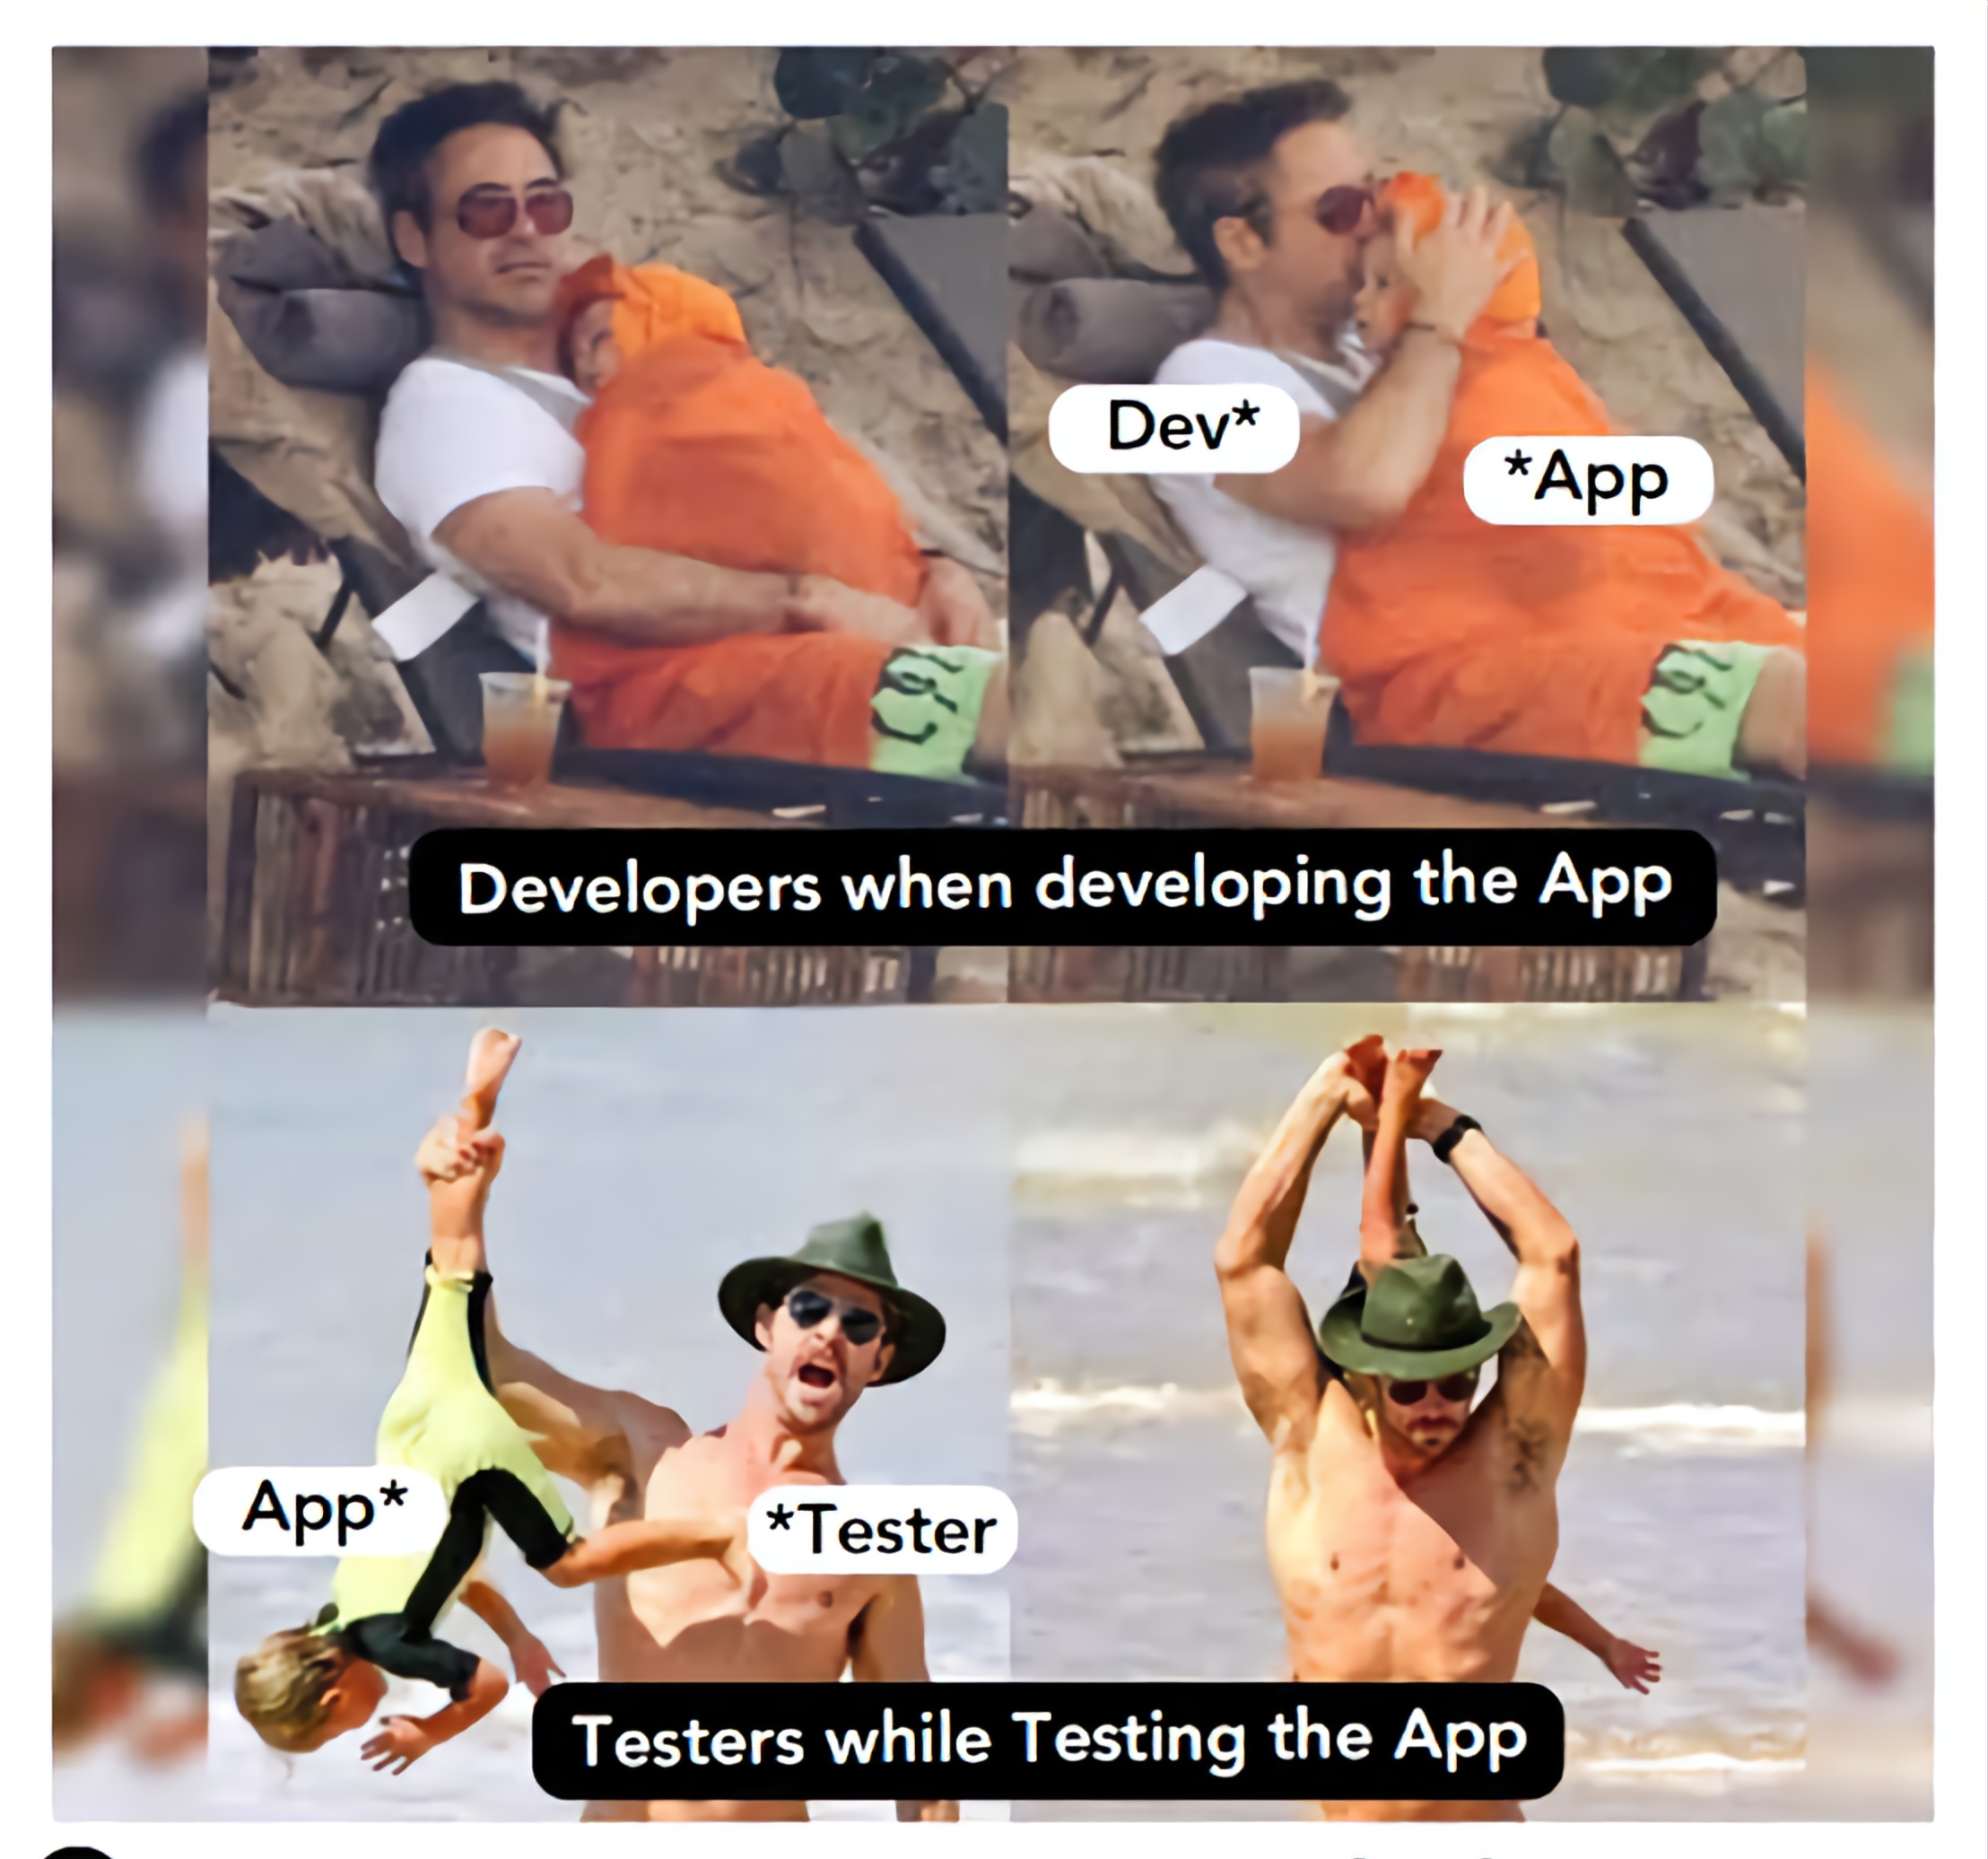 Dev*
*App
Developers when developing the App
App*
*Tester
Testers while Testing the App